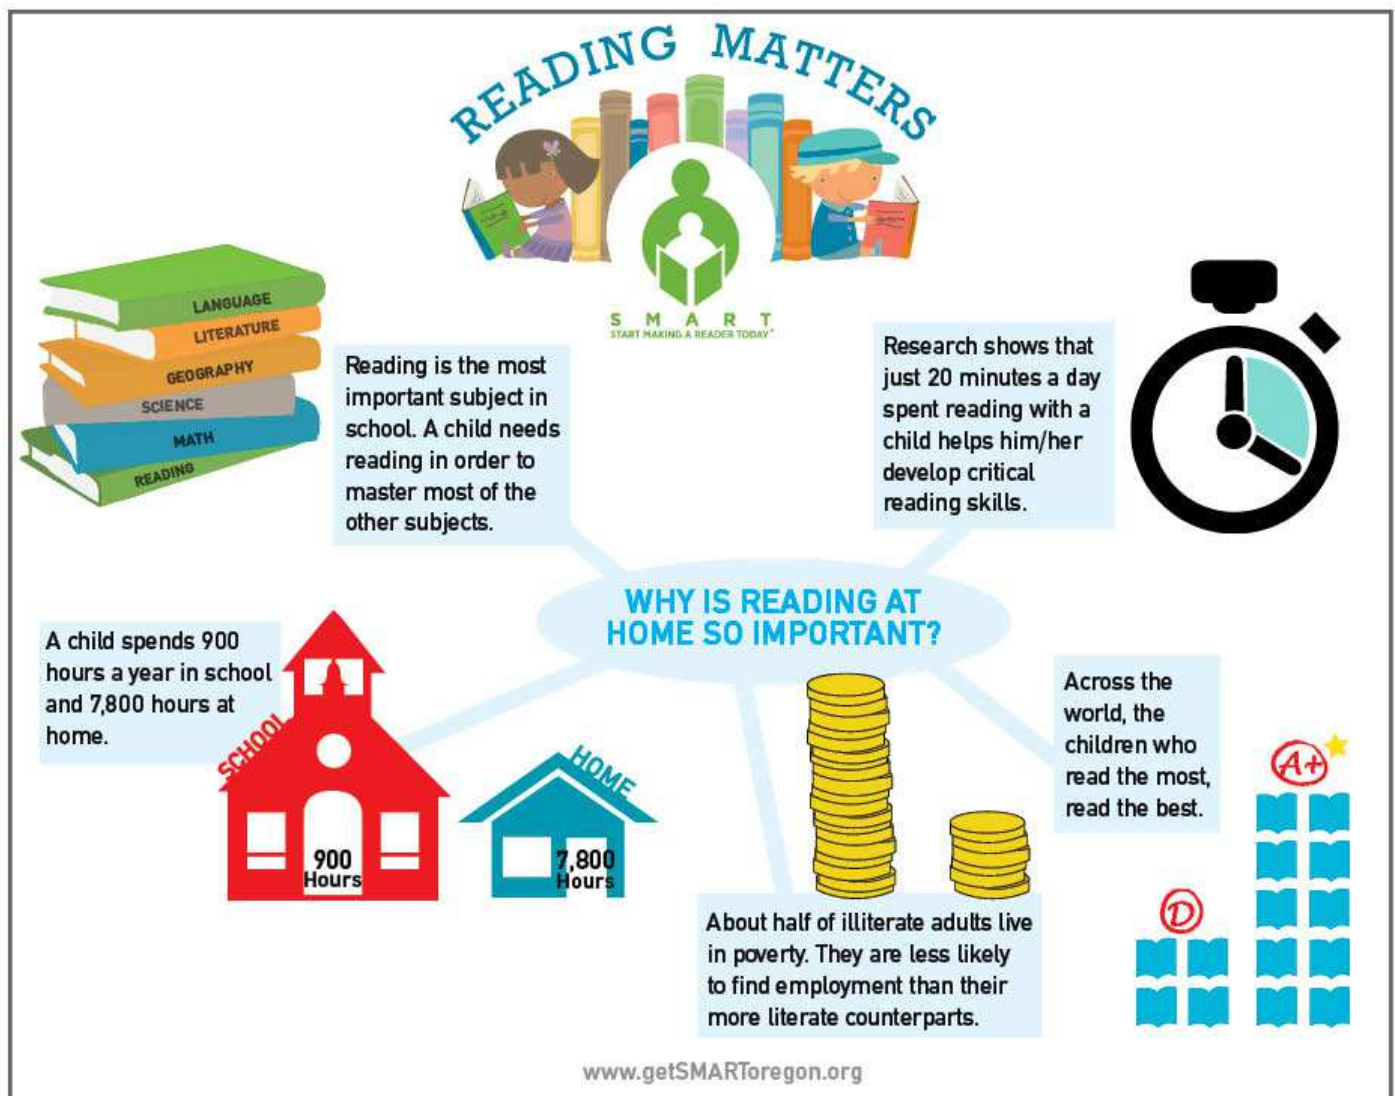 READING MATTERS
S M A R T
START MAKING A READER TODAY
LANGUAGE
LITERATURE
GEOGRAPHY
SCIENCE
MATH
READING
Reading is the most
important subject in
school. A child needs
reading in order to
master most of the
other subjects.
Research shows that
just 20 minutes a day
spent reading with a
child helps him/her
develop critical
reading skills.
WHY IS READING AT
HOME SO IMPORTANT?
A child spends 900
hours a year in school
and 7,800 hours at
home.
SCHOOL
900
Hours
HOME
7,800
Hours
About half of illiterate adults live
in poverty. They are less likely
to find employment than their
more literate counterparts.
Across the
world, the
children who
read the most,
read the best.
D
A+
www.getSMARToregon.org